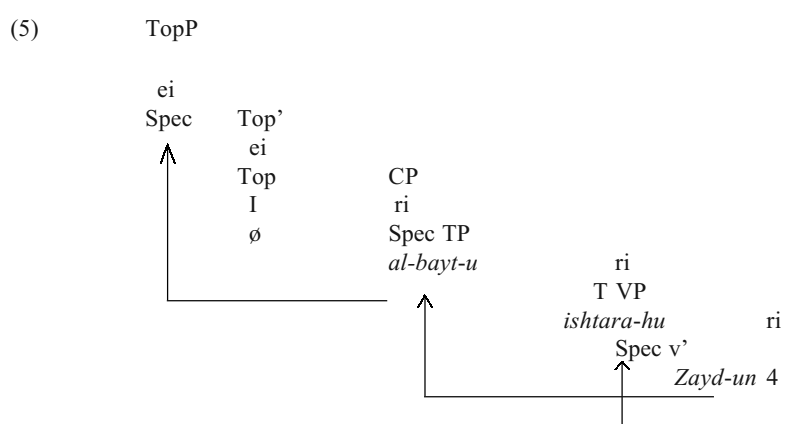 (5) TopP
ei
Spec Top’
ei
Top CP
I ri
ø Spec TP
al-bayt-u ri
T VP
ishtara-hu ri
Spec v’
Zayd-un 4